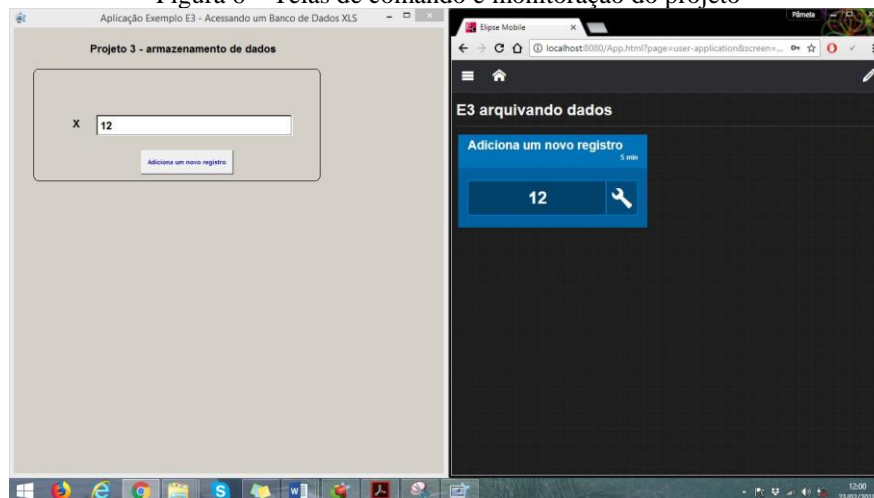 Figura 6 – Telas de comando e monitoração do projeto
Aplicação Exemplo E3 - Acessando um Banco de Dados XLS
Projeto 3 - armazenamento de dados
X 12
Adiciona um novo registro
Pâmela
Elipse Mobile
localhost:8080/App.html?page=user-application&screen=...
E3 arquivando dados
Adiciona um novo registro
5 min
12
12:00